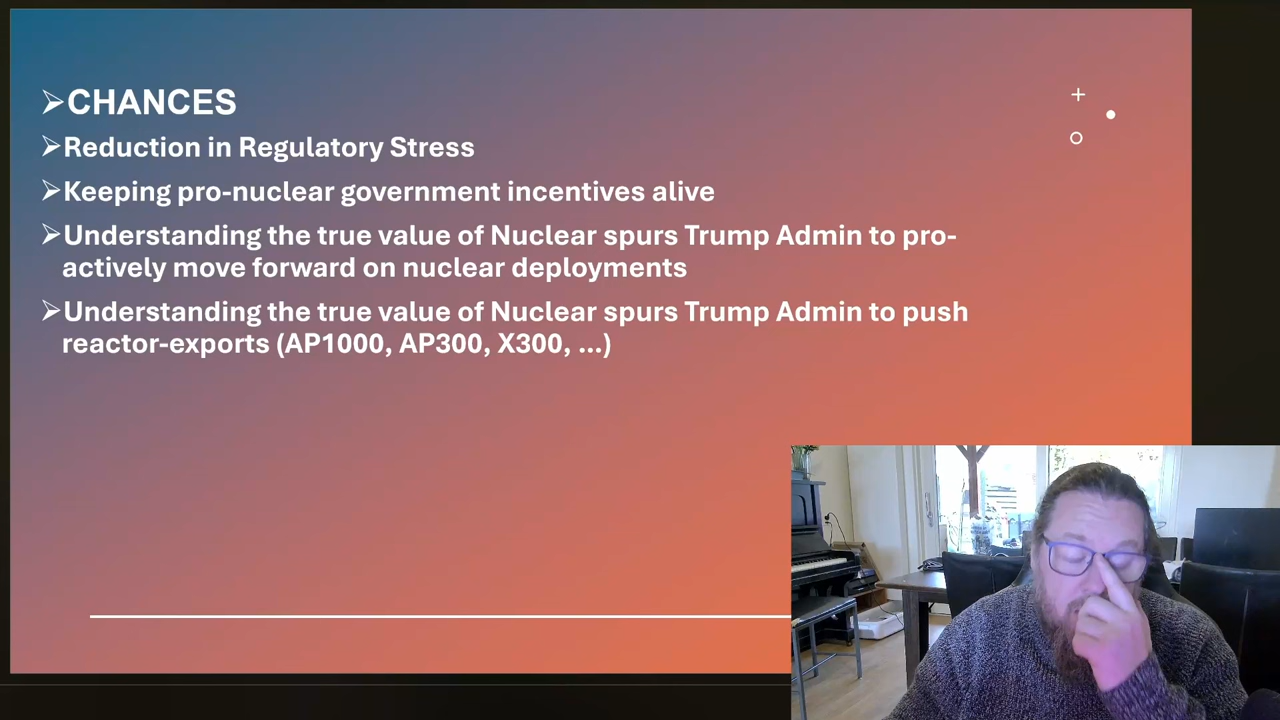 ➢CHANCES
➢Reduction in Regulatory Stress
➢Keeping pro-nuclear government incentives alive
➢Understanding the true value of Nuclear spurs Trump Admin to pro-
actively move forward on nuclear deployments
➢Understanding the true value of Nuclear spurs Trump Admin to push
reactor-exports (AP1000, AP300, X300, ...)